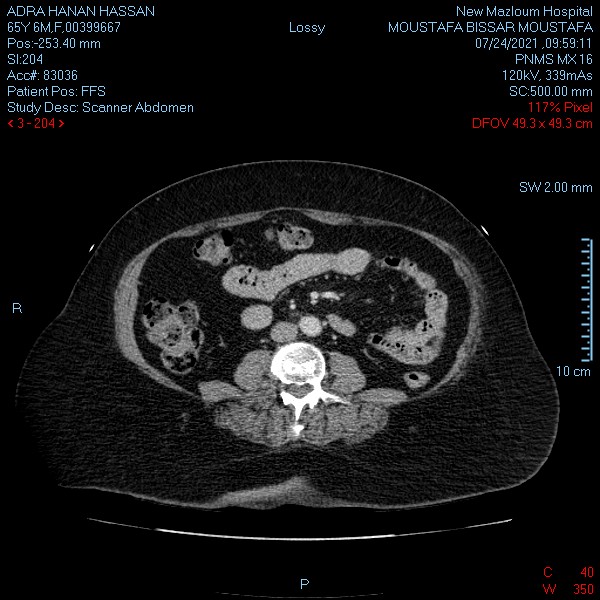 ADRA HANAN HASSAN
65Y 6M,F,00399667
Pos:-253.40 mm
SI:204
Acc#: 83036
Patient Pos: FFS
Study Desc: Scanner Abdomen
< 3 - 204 >
Lossy
New Mazloum Hospital
MOUSTAFA BISSAR MOUSTAFA
07/24/2021 ,09:59:11
PNMS MX 16
120kV, 339mAs
SC:500.00 mm
117% Pixel
DFOV 49.3 x 49.3 cm
SW 2.00 mm
R
10 cm
P
C 40
W 350